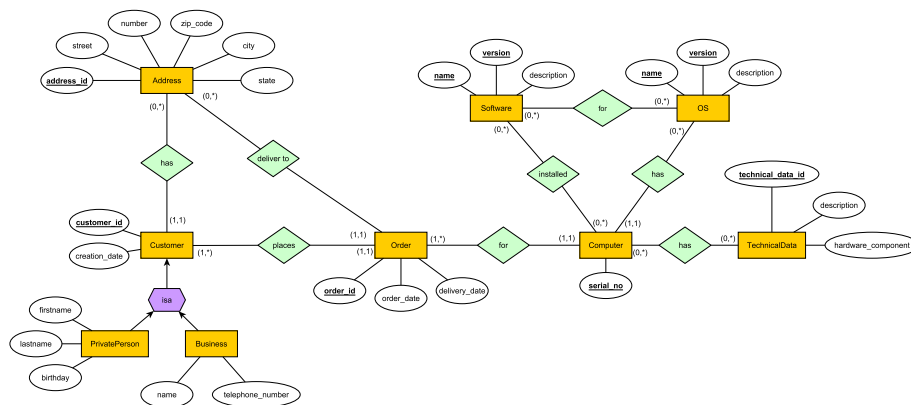 number
zip_code
street
city
address_id
Address
state
(0,*)
(0,*)
version
version
name
description
name
description
Software
for
OS
(0,*)
(0,*)
(0,*)
(0,*)
has
deliver to
installed
has
technical_data_id
description
(1,1)
(0,*)
(1,1)
customer_id
creation_date
Customer
(1,*)
places
(1,1)
(1,1)
Order
(1,*)
for
(1,1)
Computer
(0,*)
has
(0,*)
TechnicalData
hardware_component
order_id
order_date
delivery_date
serial_no
isa
firstname
lastname
birthday
PrivatePerson
Business
name
telephone_number